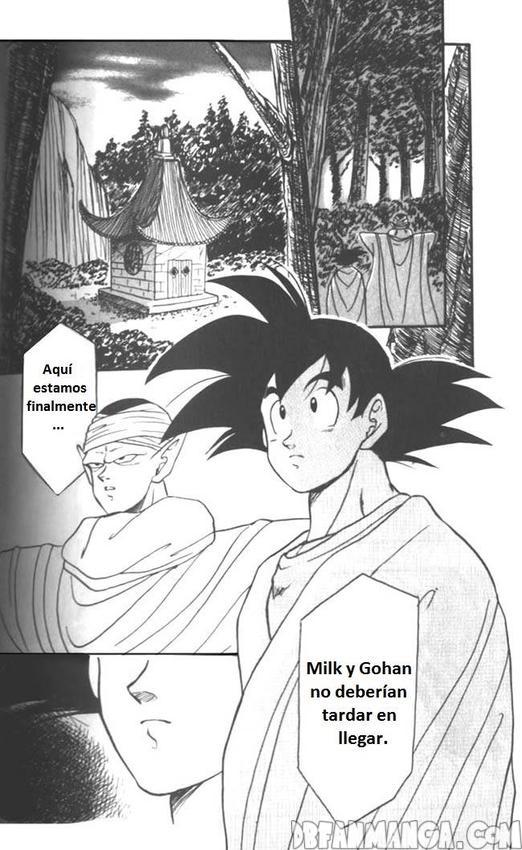 Aquí
estamos
finalmente
...
Milk y Gohan
no deberían
tardar en
llegar.
DBFANMANGA.COM